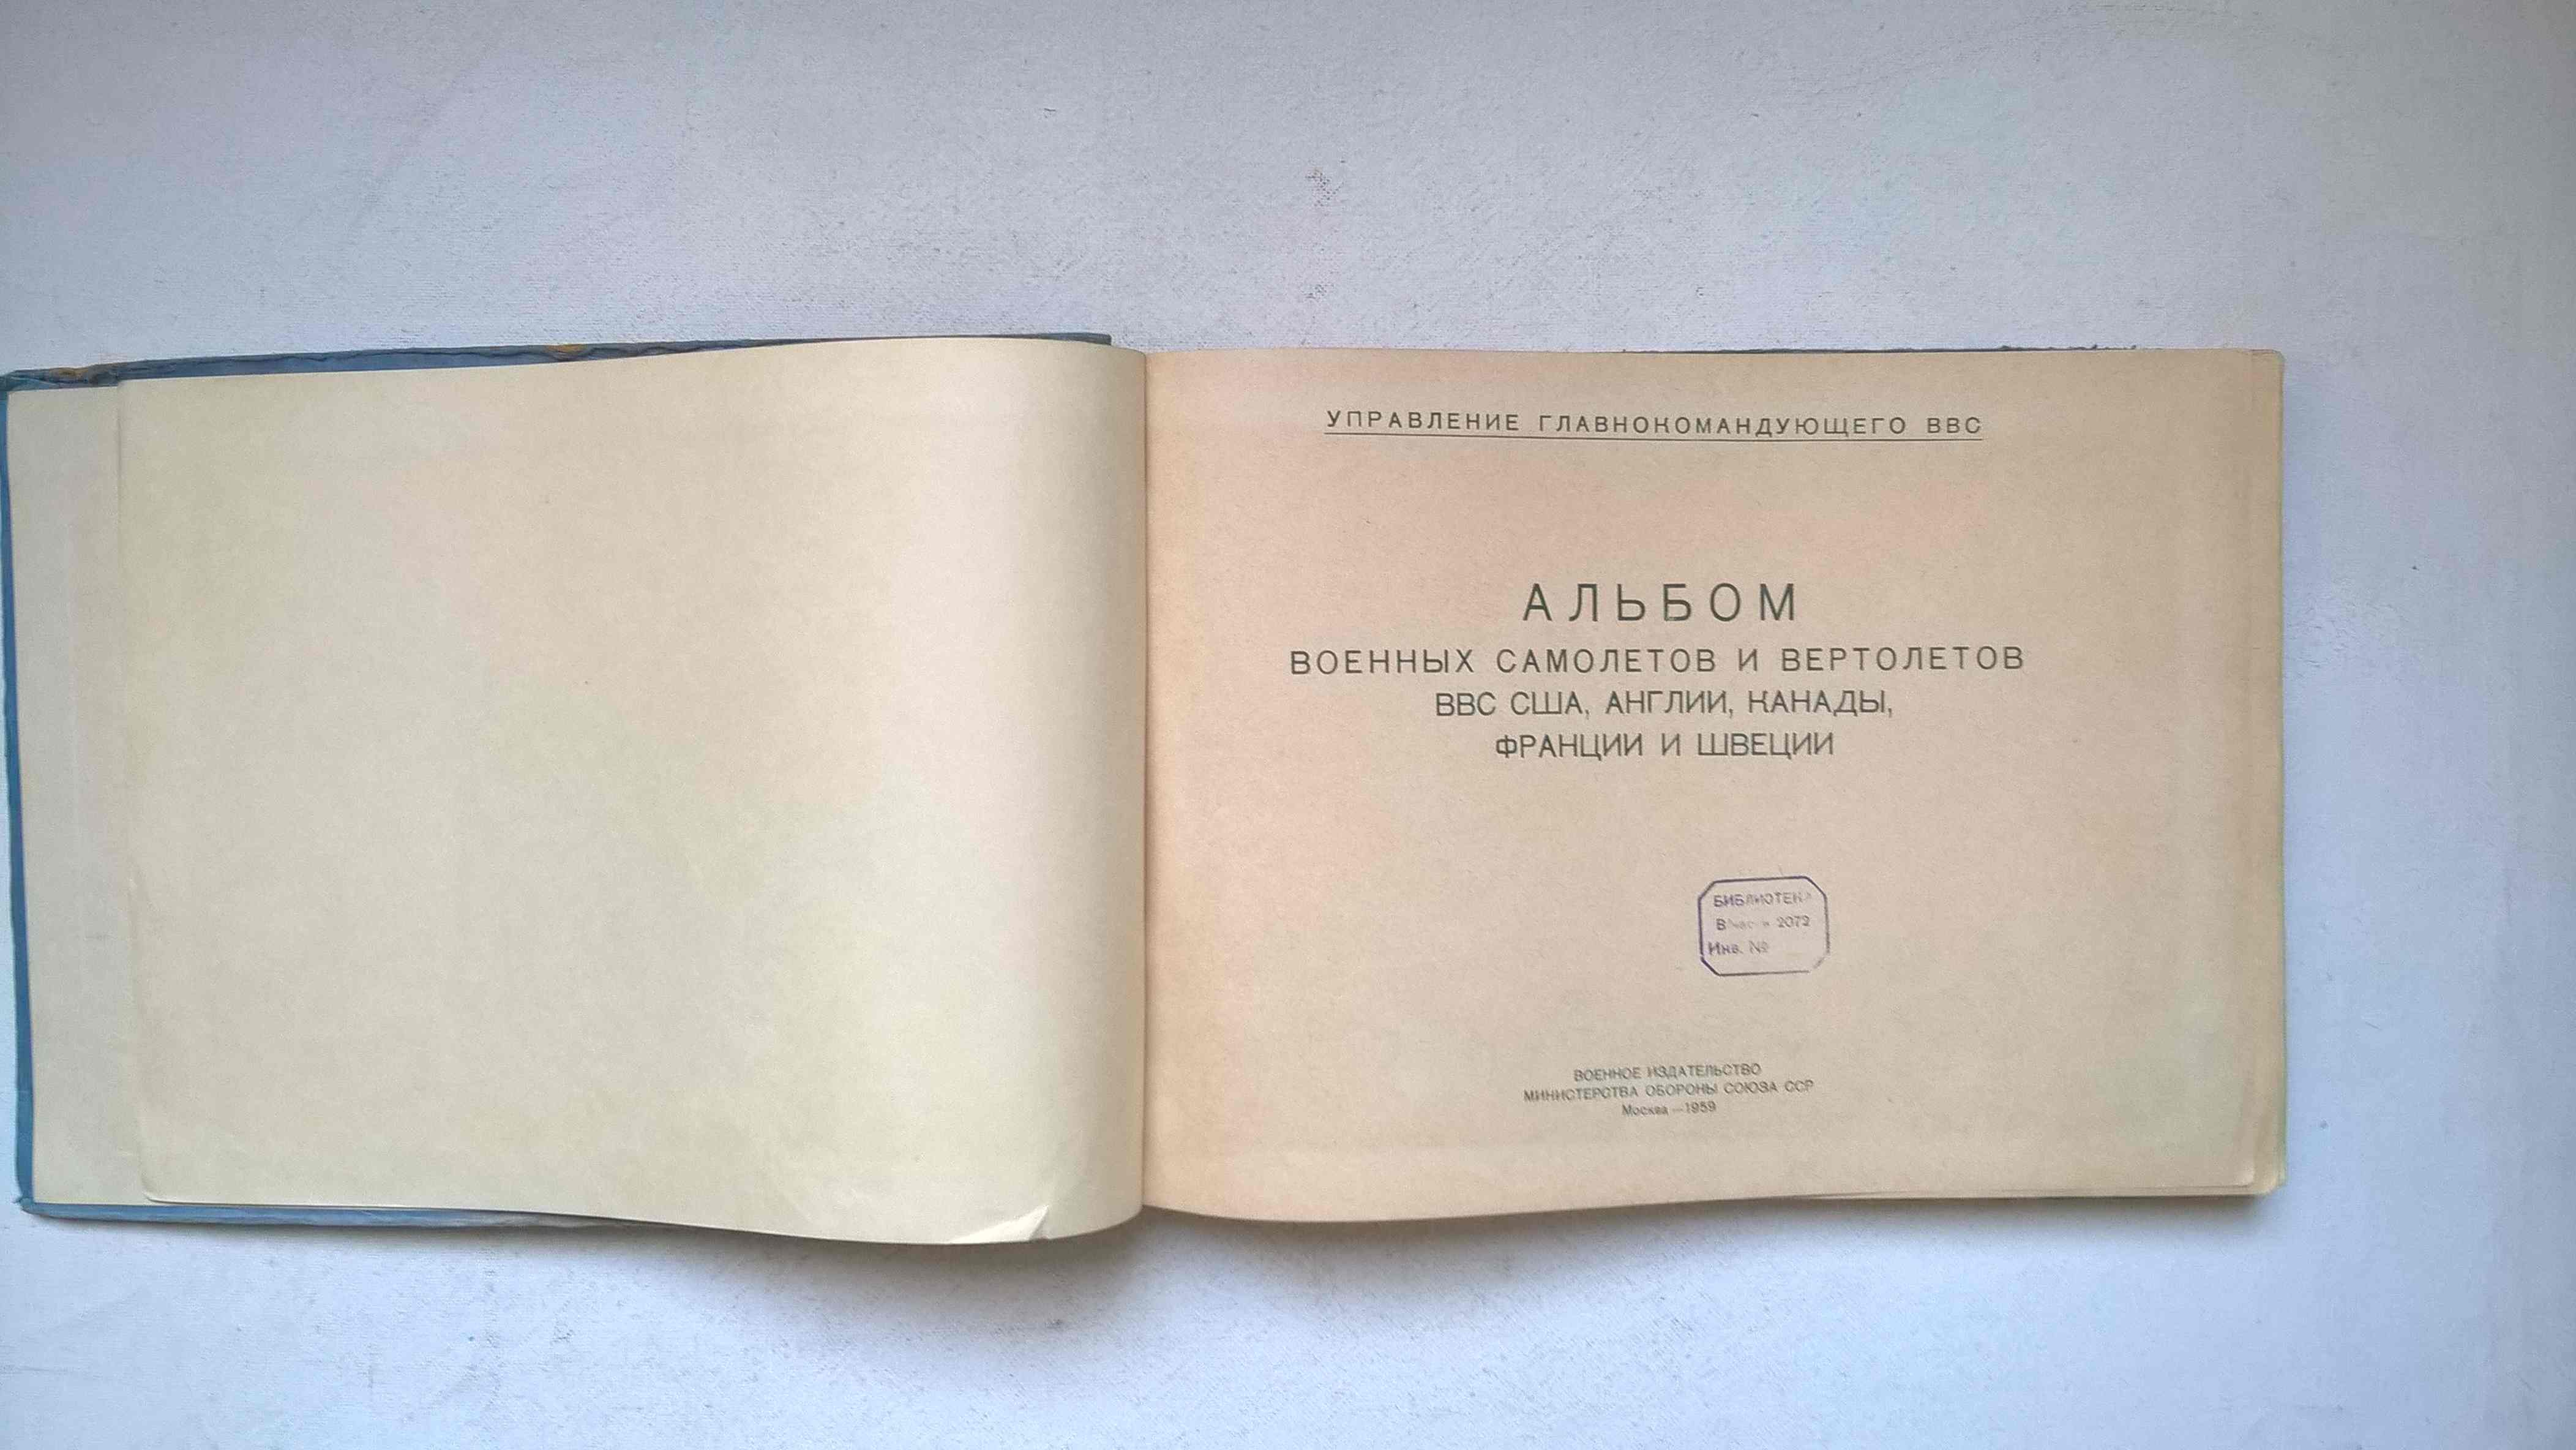 УПРАВЛЕНИЕ ГЛАВНОКОМАНДУЮЩЕГО ВВС
АЛЬБОМ
ВОЕННЫХ САМОЛЕТОВ И ВЕРТОЛЕТОВ
ВВС США, АНГЛИИ, КАНАДЫ,
ФРАНЦИИ И ШВЕЦИИ
БИБЛИОТЕКА
2072
Инв. №
ВОЕННОЕ ИЗДАТЕЛЬСТВО
МИНИСТЕРСТВА ОБОРОНЫ СОЮЗА ССР
Москва — 1959